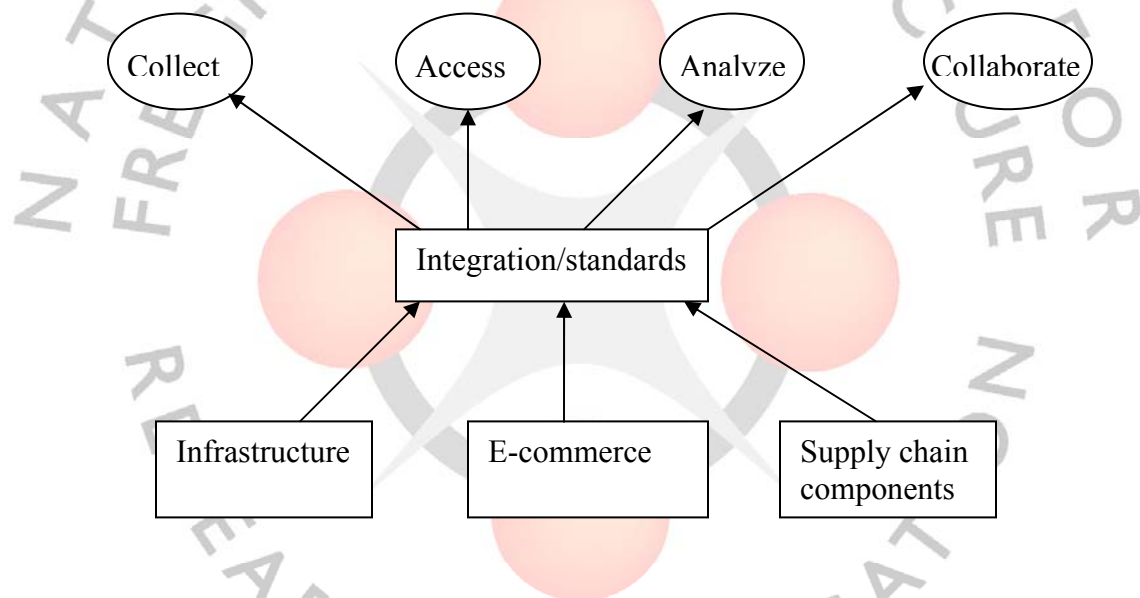 Collect
Access
Analyze
Collaborate
Integration/standards
Infrastructure
E-commerce
Supply chain
components